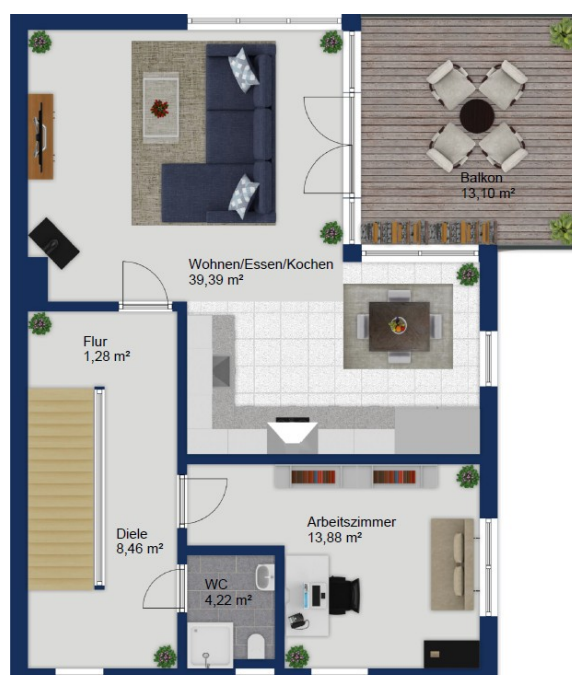 Balkon
13,10 m²
Wohnen/Essen/Kochen
39,39 m²
Flur
1,28 m²
Arbeitszimmer
13,88 m²
Diele
8,46 m²
WC
4,22 m²